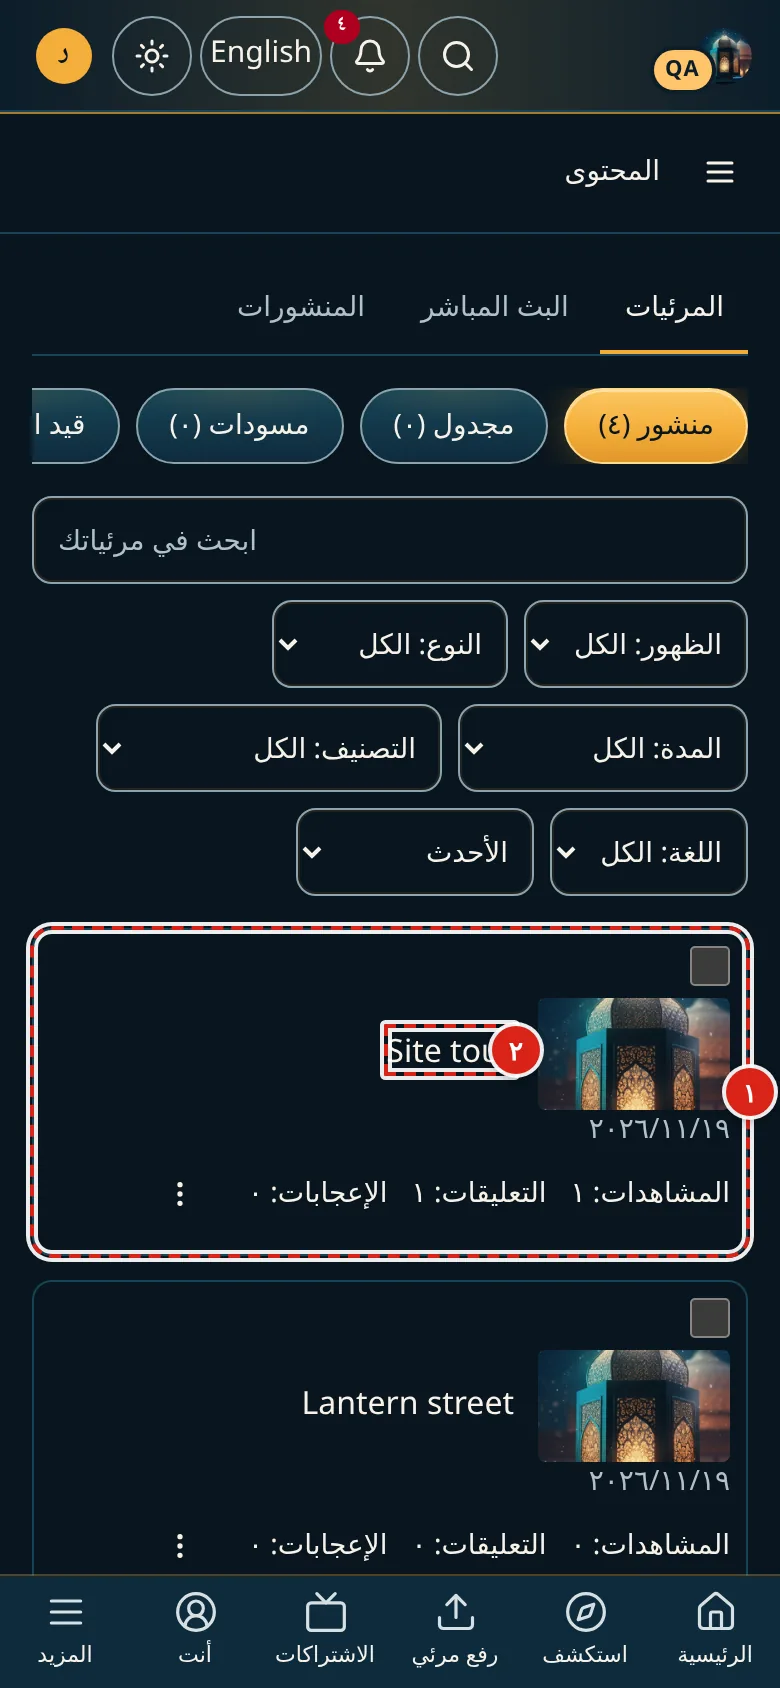 QA
٤
English
ر
المحتوى
المرئيات
البث المباشر
المنشورات
منشور (٤)
مجدول (٠)
مسودات (٠)
قيد ا
ابحث في مرئياتك
الظهور: الكل
النوع: الكل
المدة: الكل
التصنيف: الكل
اللغة: الكل
الأحدث
١
Site tou
٢
٢٠٢٦/١١/١٩
المشاهدات: ١ التعليقات: ١ الإعجابات: ٠
Lantern street
٢٠٢٦/١١/١٩
المشاهدات: ٠ التعليقات: ٠ الإعجابات: ٠
الرئيسية
استكشف
رفع مرئي
الاشتراكات
أنت
المزيد